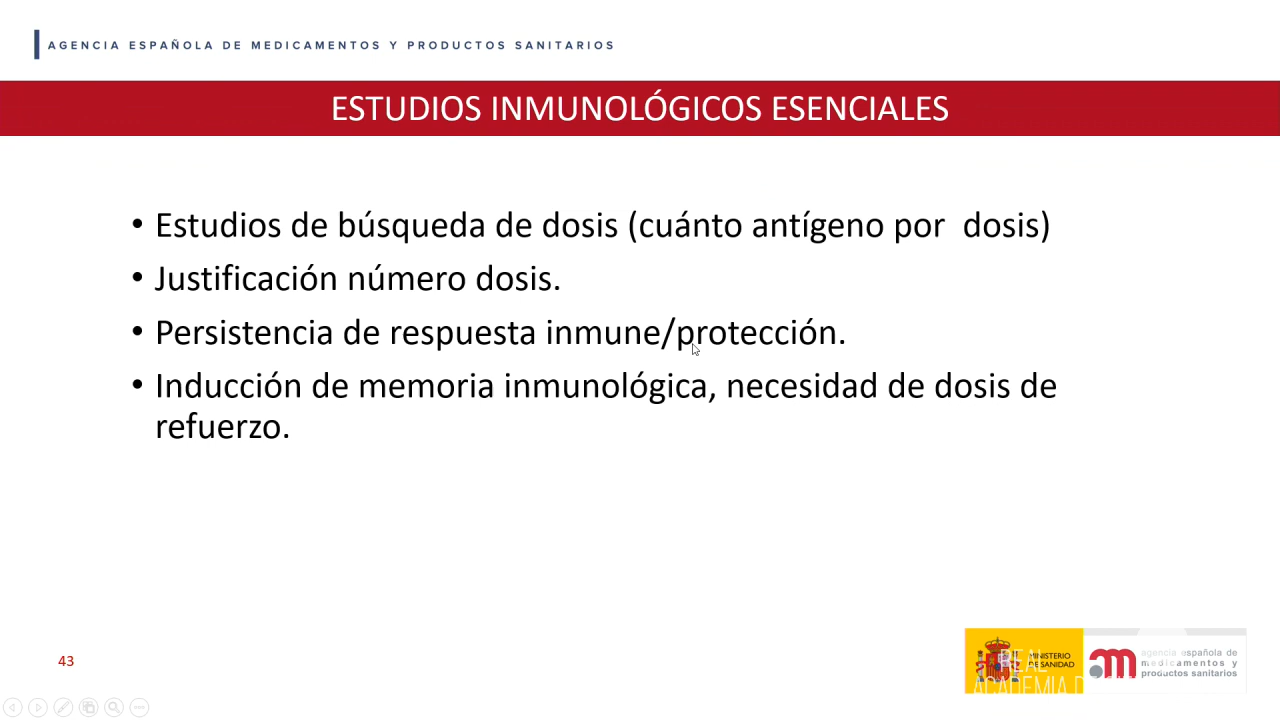 AGENCIA ESPAÑOLA DE MEDICAMENTOS Y PRODUCTOS SANITARIOS
ESTUDIOS INMUNOLÓGICOS ESENCIALES
• Estudios de búsqueda de dosis (cuánto antígeno por  dosis)
• Justificación número dosis.
• Persistencia de respuesta inmune/protección.
• Inducción de memoria inmunológica, necesidad de dosis de
refuerzo.
43
MINISTERIO
DE SANIDAD
agencia española de
medicamentos y
productos sanitarios
REAL
ACADEMIA